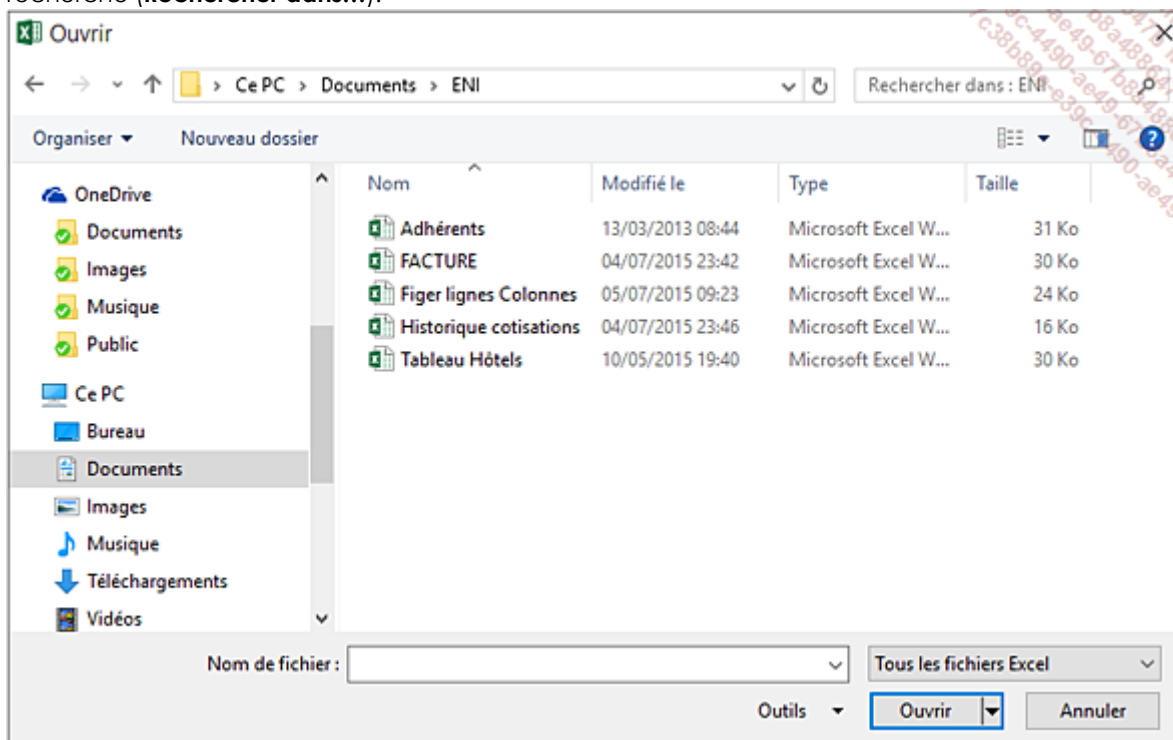 recherche (Rechercher dans...).
Ouvrir
Ce PC > Documents > ENI
Rechercher dans : ENI
Organiser
Nouveau dossier
Nom
Modifié le
Type
Taille
OneDrive
Documents
Images
Musique
Public
Ce PC
Bureau
Documents
Images
Musique
Téléchargements
Vidéos
Adhérents 13/03/2013 08:44 Microsoft Excel W... 31 Ko
FACTURE 04/07/2015 23:42 Microsoft Excel W... 30 Ko
Figer lignes Colonnes 05/07/2015 09:23 Microsoft Excel W... 24 Ko
Historique cotisations 04/07/2015 23:46 Microsoft Excel W... 16 Ko
Tableau Hôtels 10/05/2015 19:40 Microsoft Excel W... 30 Ko
Nom de fichier :
Tous les fichiers Excel
Outils
Ouvrir
Annuler